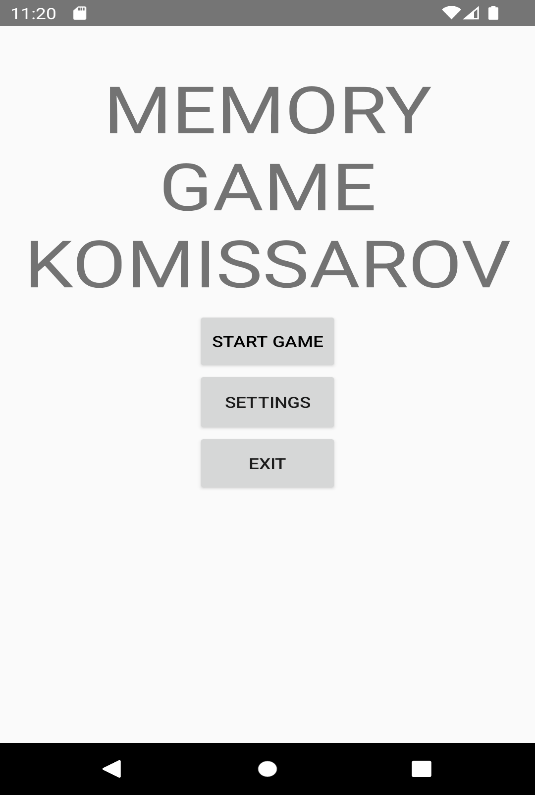 11:20
MEMORY
GAME
KOMISSAROV
START GAME
SETTINGS
EXIT